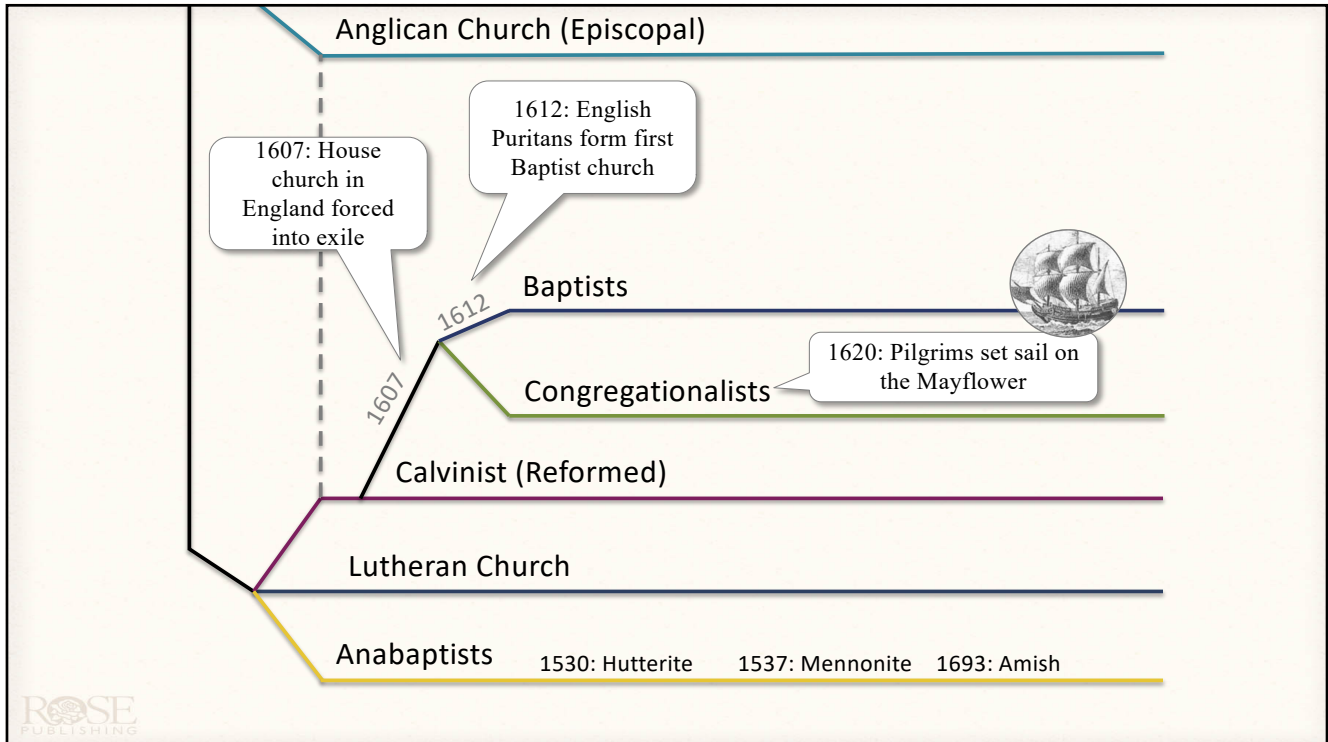 Anglican Church (Episcopal)
1612: English
Puritans form first
Baptist church
1607: House
church in
England forced
into exile
Baptists
1612
1620: Pilgrims set sail on
the Mayflower
Congregationalists
1607
Calvinist (Reformed)
Lutheran Church
Anabaptists
1530: Hutterite
1537: Mennonite
1693: Amish
ROSE
PUBLISHING